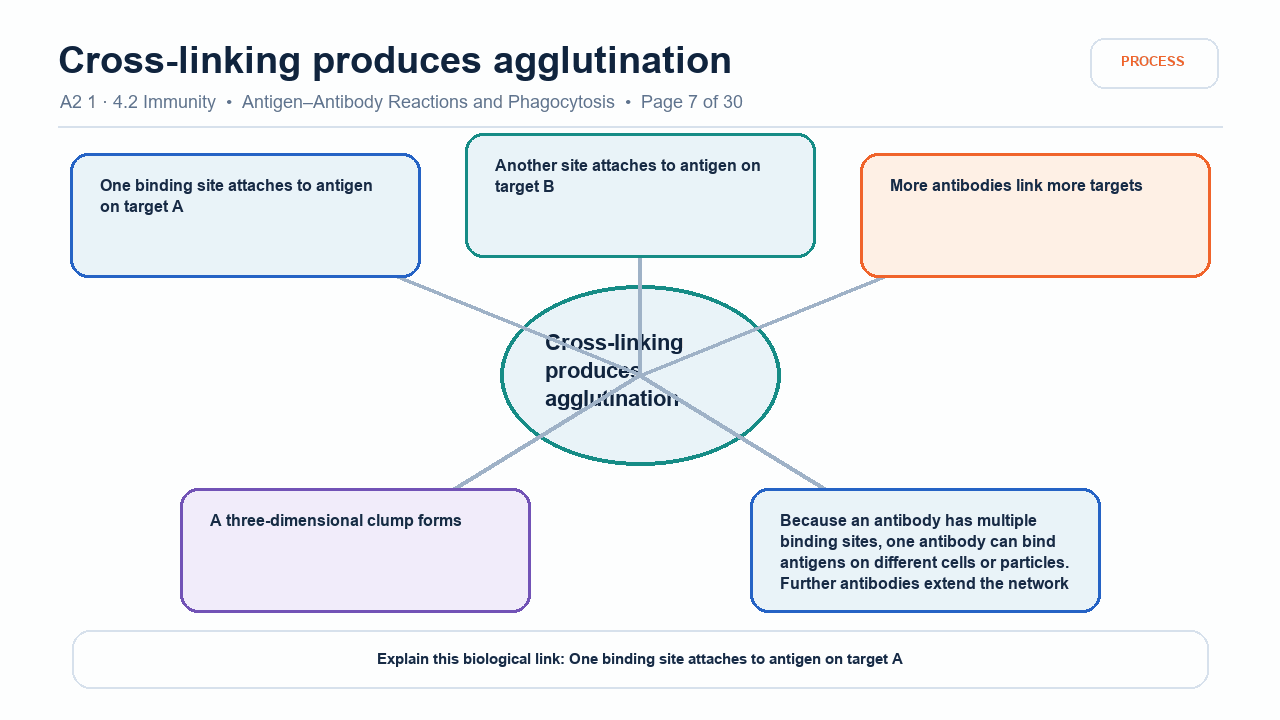 Cross-linking produces agglutination
PROCESS
A2 1 · 4.2 Immunity • Antigen–Antibody Reactions and Phagocytosis • Page 7 of 30
One binding site attaches to antigen
on target A
Another site attaches to antigen on
target B
More antibodies link more targets
Cross-linking
produces
agglutination
A three-dimensional clump forms
Because an antibody has multiple
binding sites, one antibody can bind
antigens on different cells or particles.
Further antibodies extend the network
Explain this biological link: One binding site attaches to antigen on target A